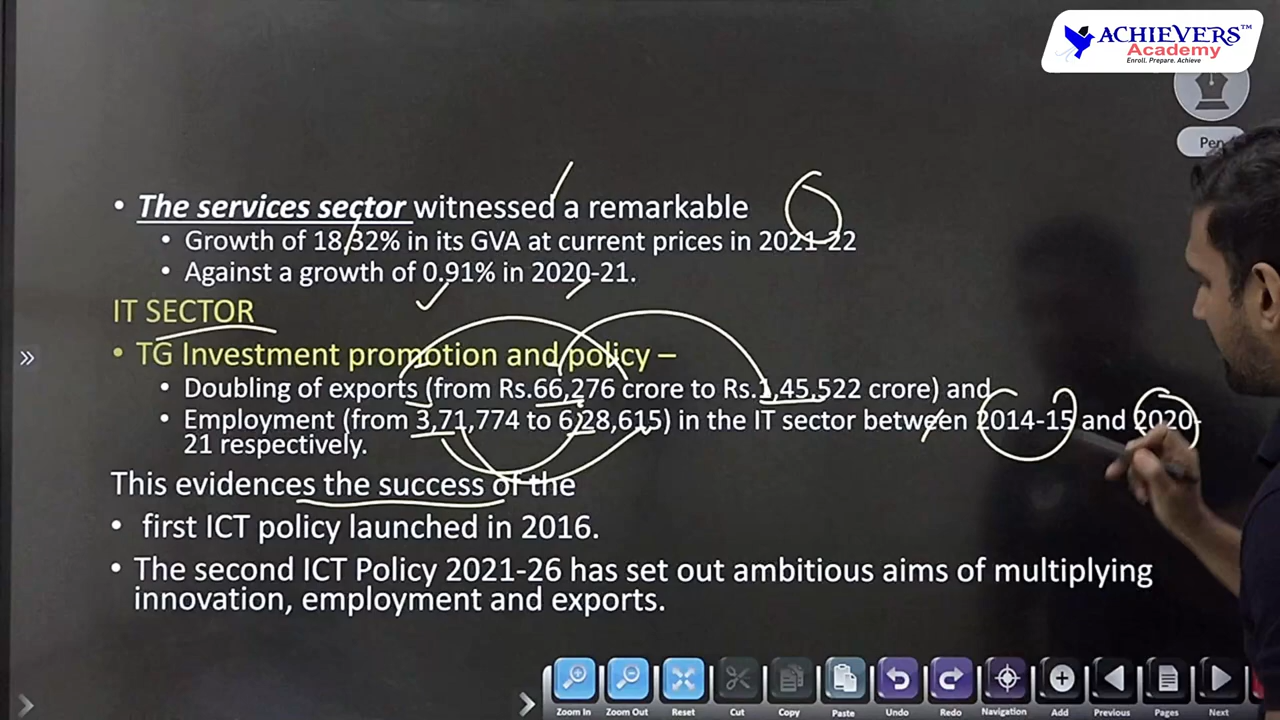 ACHIEVERS™
Academy
Enroll. Prepare. Achieve
Pen
• The services sector witnessed a remarkable
• Growth of 18.32% in its GVA at current prices in 2021-22
• Against a growth of 0.91% in 2020-21.
IT SECTOR
• TG Investment promotion and policy –
• Doubling of exports (from Rs.66,276 crore to Rs.1,45,522 crore) and
• Employment (from 3,71,774 to 6,28,615) in the IT sector between 2014-15 and 2020-
21 respectively.
This evidences the success of the
• first ICT policy launched in 2016.
• The second ICT Policy 2021-26 has set out ambitious aims of multiplying
innovation, employment and exports.
Zoom In Zoom Out Reset Cut Copy Paste Undo Redo Navigation Add Previous Pages Next